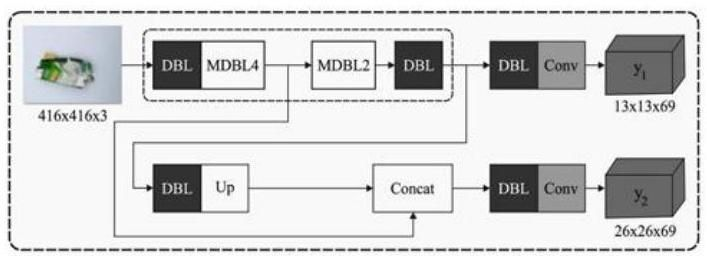 DBL MDBL4 MDBL2 DBL DBL Conv y₁
416x416x3
13x13x69
DBL Up Concat DBL Conv y₂
26x26x69